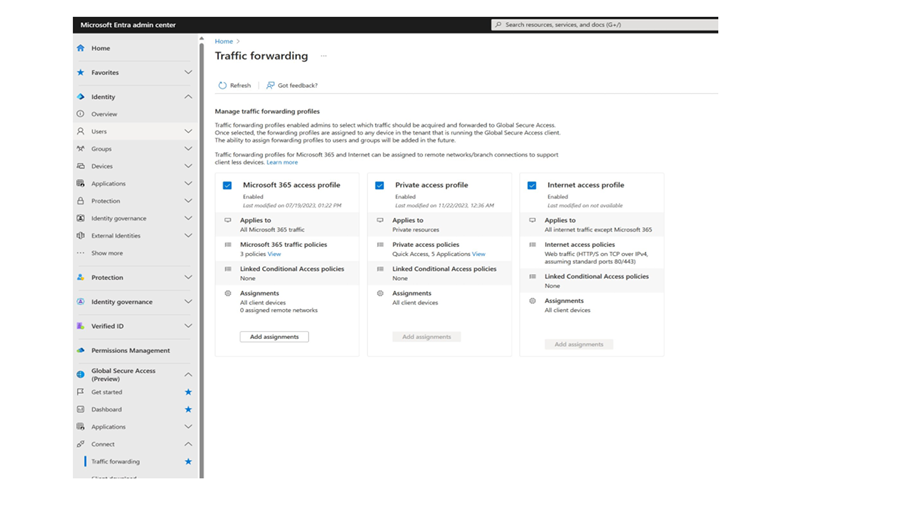 Microsoft Entra admin center
Search resources, services, and docs (G+/)
Home
Favorites
Identity
Overview
Users
Groups
Devices
Applications
Protection
Identity governance
External Identities
Show more
Protection
Identity governance
Verified ID
Permissions Management
Global Secure Access
(Preview)
Get started
Dashboard
Applications
Connect
Traffic forwarding
Client download
Home >
Traffic forwarding ...
Refresh
Got feedback?
Manage traffic forwarding profiles
Traffic forwarding profiles enabled admins to select which traffic should be acquired and forwarded to Global Secure Access.
Once selected, the forwarding profiles are assigned to any device in the tenant that is running the Global Secure Access client.
The ability to assign forwarding profiles to users and groups will be added in the future.
Traffic forwarding profiles for Microsoft 365 and Internet can be assigned to remote networks/branch connections to support
client less devices. Learn more
Microsoft 365 access profile
Enabled
Last modified on 07/19/2023, 01:22 PM
Applies to
All Microsoft 365 traffic
Microsoft 365 traffic policies
3 policies View
Linked Conditional Access policies
None
Assignments
All client devices
0 assigned remote networks
Add assignments
Private access profile
Enabled
Last modified on 11/22/2023, 12:36 AM
Applies to
Private resources
Private access policies
Quick Access, 5 Applications View
Linked Conditional Access policies
None
Assignments
All client devices
Add assignments
Internet access profile
Enabled
Last modified on not available
Applies to
All internet traffic except Microsoft 365
Internet access policies
Web traffic (HTTP/S on TCP over IPv4,
assuming standard ports 80/443)
Linked Conditional Access policies
None
Assignments
All client devices
Add assignments